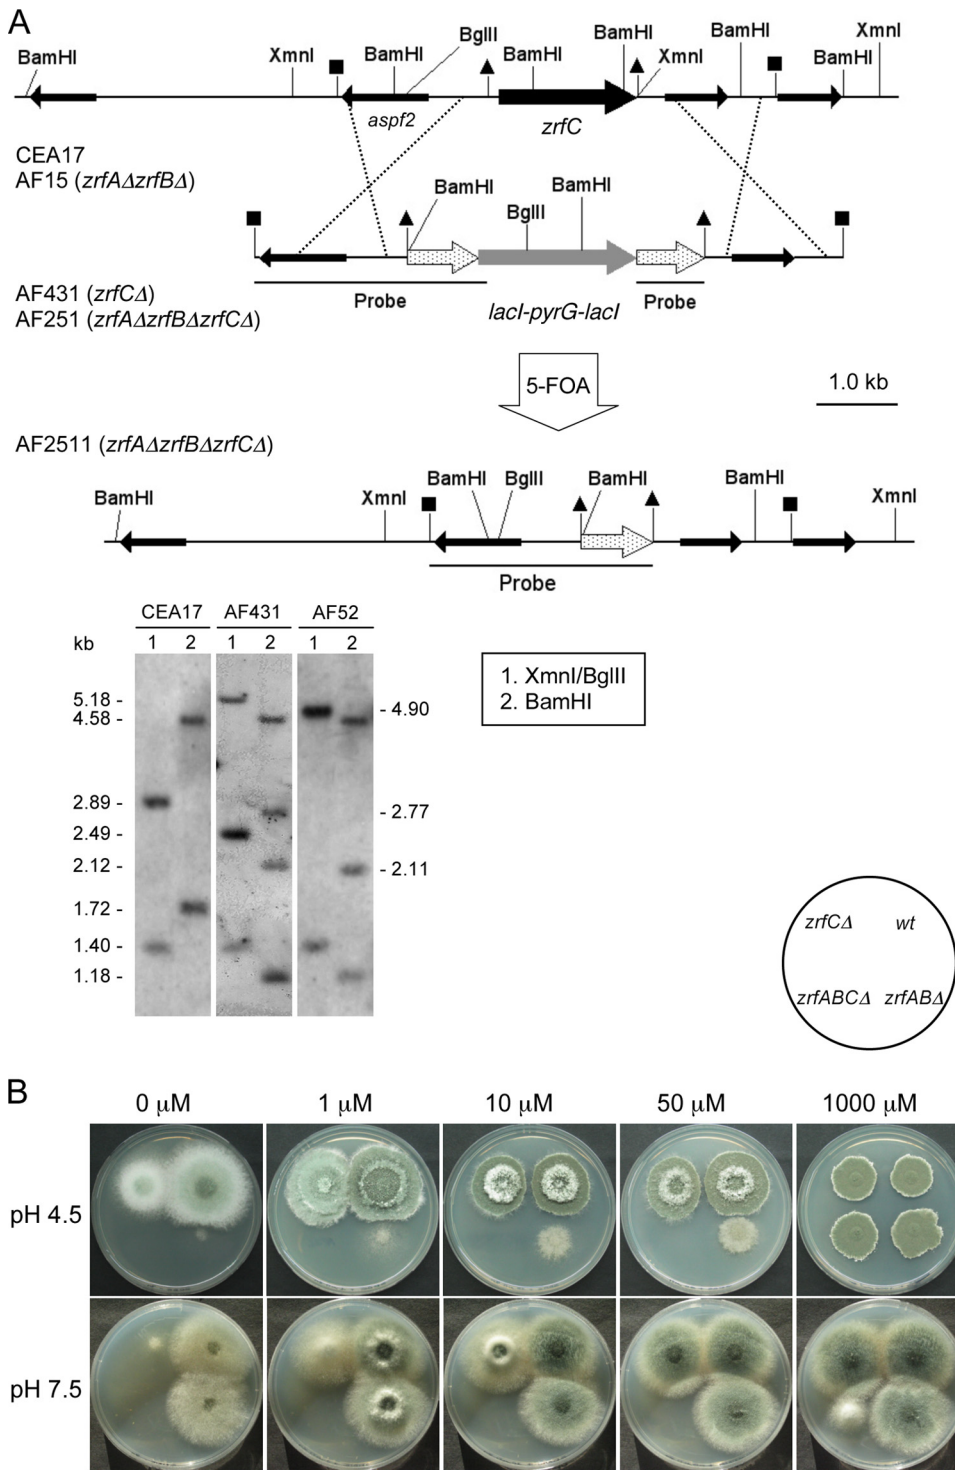 A
BamHI XmnI BamHI BglII BamHI BamHI XmnI BamHI BamHI XmnI
aspf2 zrfC
CEA17
AF15 (zrfAΔzrfBΔ)
BamHI BglII BamHI
Probe Probe
lacI-pyrG-lacI
AF431 (zrfCΔ)
AF251 (zrfAΔzrfBΔzrfCΔ)
5-FOA
1.0 kb
AF2511 (zrfAΔzrfBΔzrfCΔ)
BamHI XmnI BamHI BglII BamHI BamHI XmnI
Probe
CEA17 AF431 AF52
kb 1 2 1 2 1 2
5.18 -
4.58 -
2.89 -
2.49 -
2.12 -
1.72 -
1.40 -
1.18 -
- 4.90
- 2.77
- 2.11
1. XmnI/BglII
2. BamHI
zrfCΔ wt
zrfABCΔ zrfABΔ
B
0 μM 1 μM 10 μM 50 μM 1000 μM
pH 4.5
pH 7.5